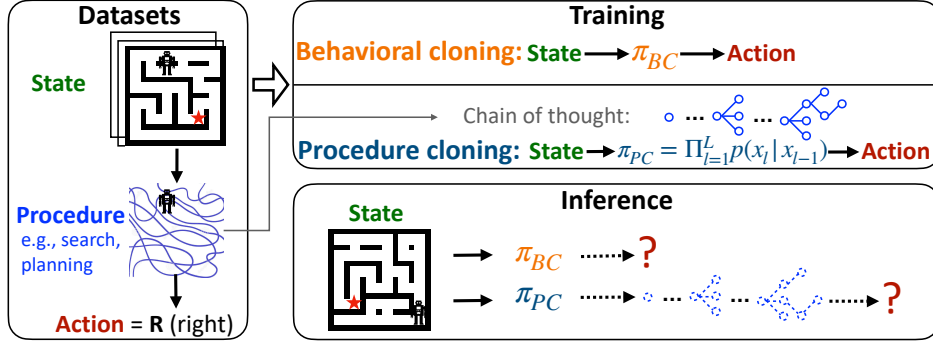 Datasets
State
Procedure
e.g., search,
planning
Action = R (right)
Training
Behavioral cloning: State π_BC Action
Chain of thought: ... ...
Procedure cloning: State π_PC = Π_{l=1}^{L} p(x_l | x_{l-1}) Action
Inference
State
π_BC ?
π_PC ... ... ?